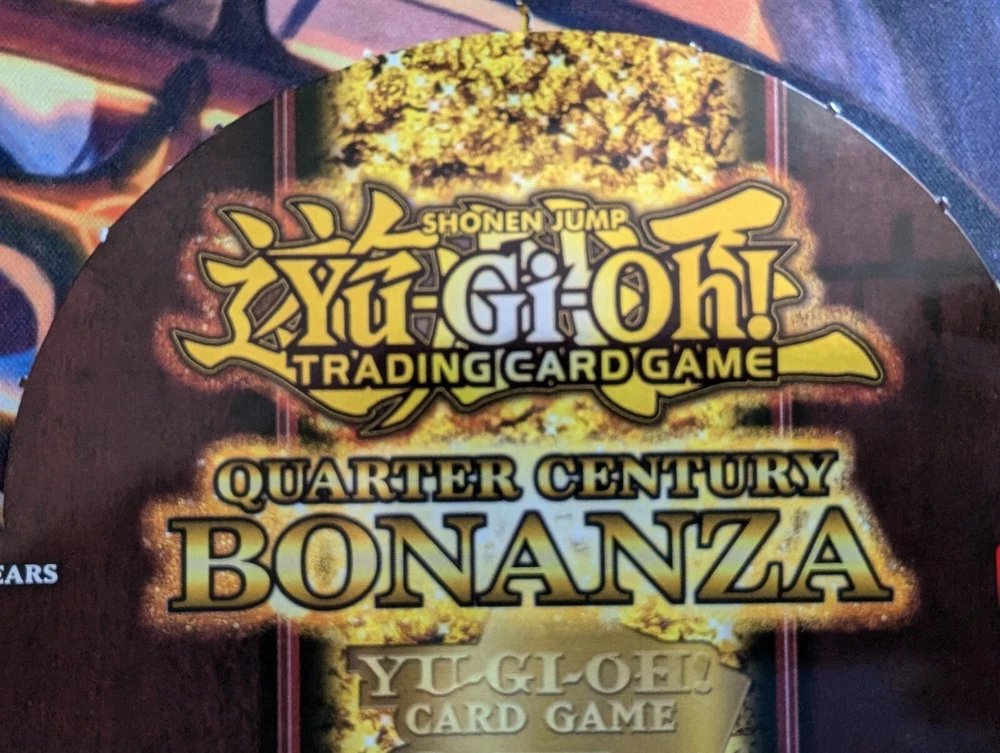 SHONEN JUMP
Yu-Gi-Oh!
TRADING CARD GAME
QUARTER CENTURY
BONANZA
EARS
YU-GI-OH!
CARD GAME